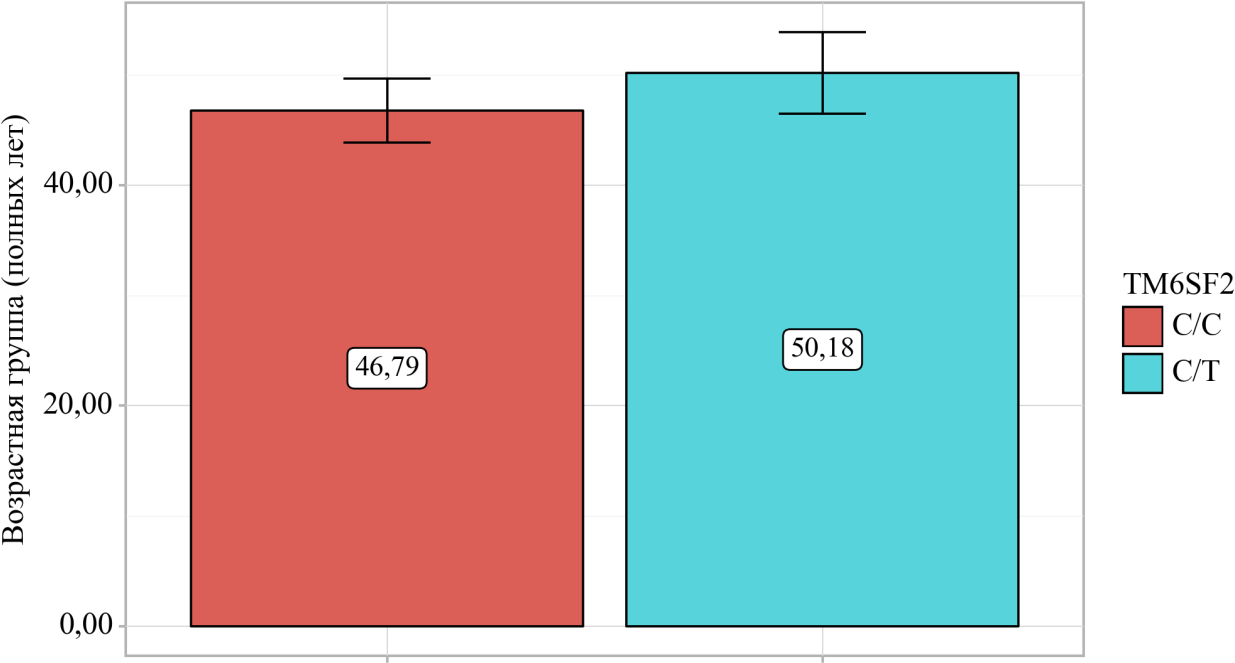 Возрастная группа (полных лет)
40,00
20,00
0,00
46,79
50,18
TM6SF2
C/C
C/T